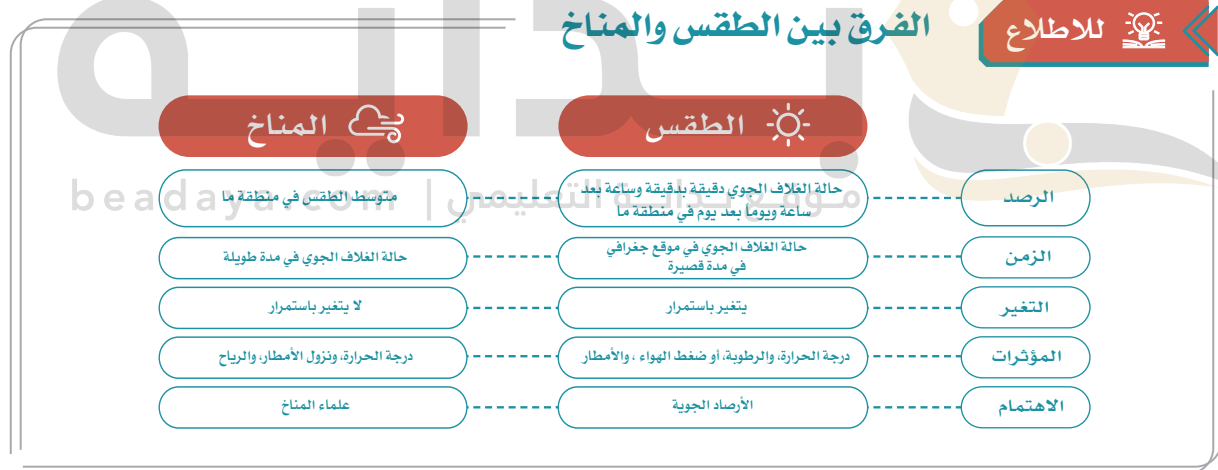 للاطلاع
الفرق بين الطقس والمناخ
بداية
الطقس
المناخ
موقع بداية التعليمي | beadaya.com
الرصد
حالة الغلاف الجوي دقيقة بدقيقة وساعة بعد
ساعة ويوماً بعد يوم في منطقة ما
متوسط الطقس في منطقة ما
الزمن
حالة الغلاف الجوي في موقع جغرافي
في مدة قصيرة
حالة الغلاف الجوي في مدة طويلة
التغير
يتغير باستمرار
لا يتغير باستمرار
المؤثرات
درجة الحرارة، والرطوبة، أو ضغط الهواء ، والأمطار
درجة الحرارة، ونزول الأمطار، والرياح
الاهتمام
الأرصاد الجوية
علماء المناخ